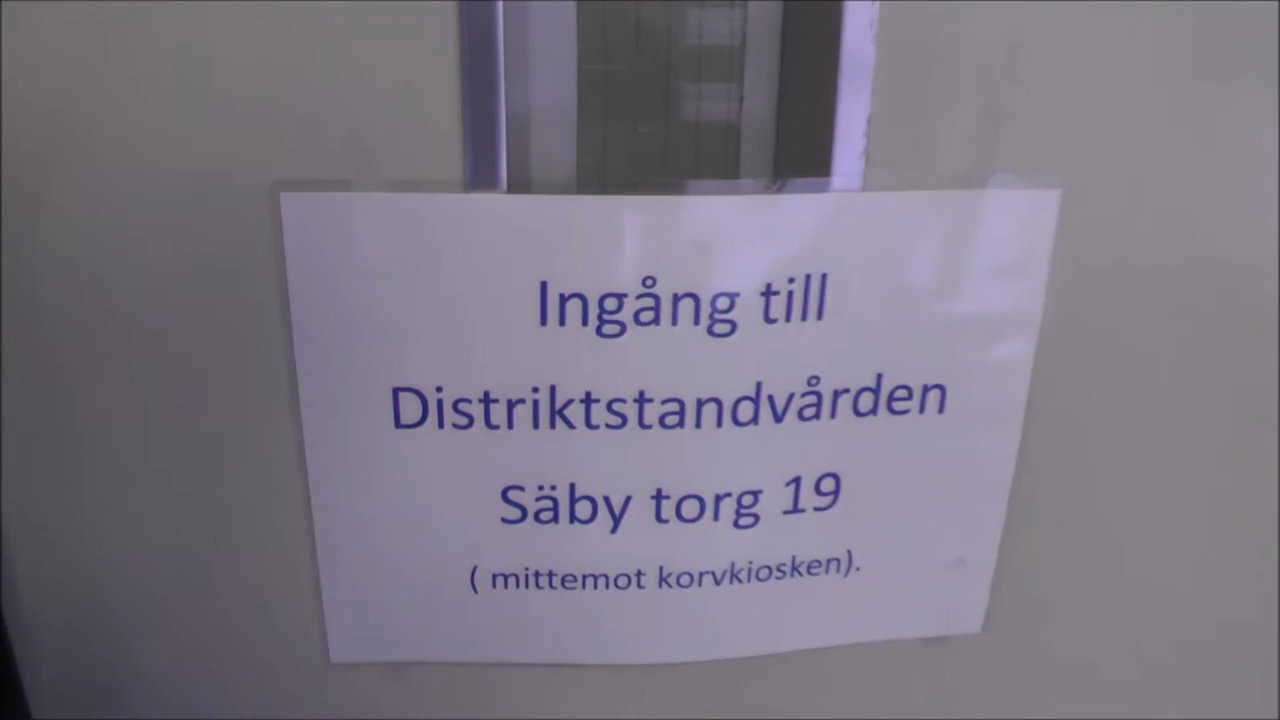 Ingång till
Distriktstandvården
Säby torg 19
( mittemot korvkiosken).